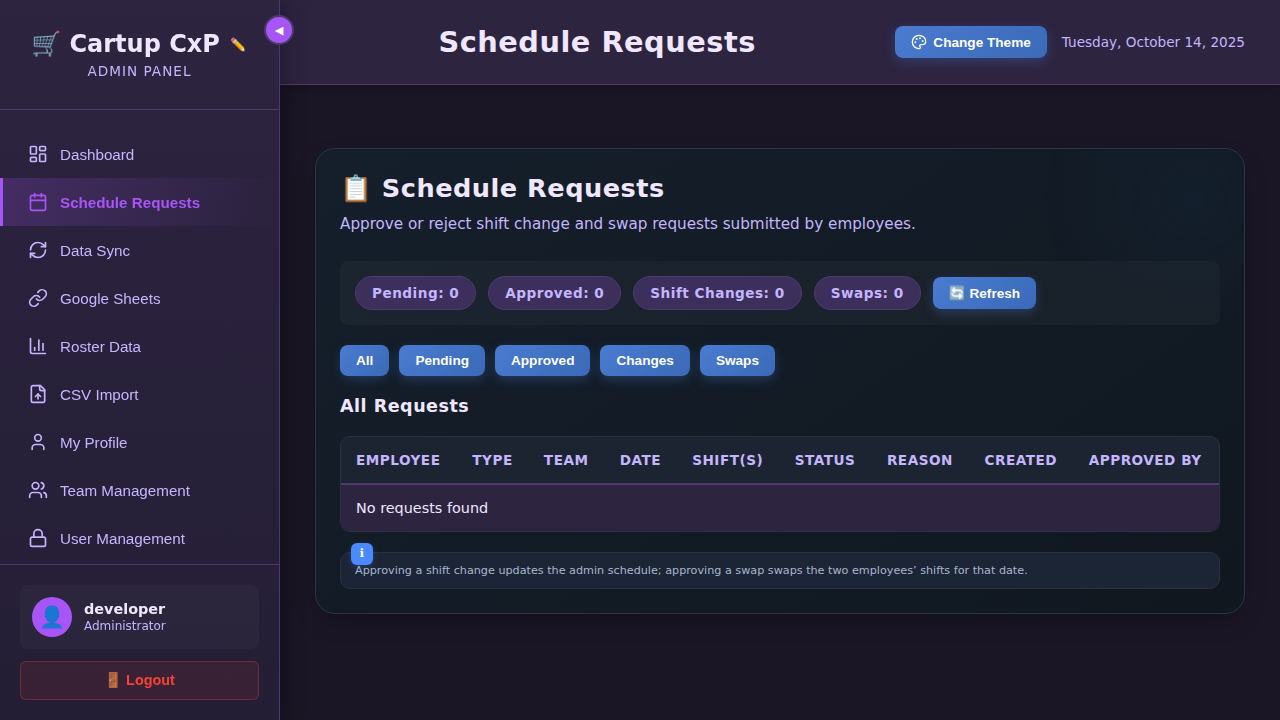 🛒 Cartup CxP ✏️
ADMIN PANEL
◀
Schedule Requests
Change Theme
Tuesday, October 14, 2025
Dashboard
Schedule Requests
Data Sync
Google Sheets
Roster Data
CSV Import
My Profile
Team Management
User Management
developer
Administrator
🚪 Logout
📋 Schedule Requests
Approve or reject shift change and swap requests submitted by employees.
Pending: 0 Approved: 0 Shift Changes: 0 Swaps: 0 🔄 Refresh
All Pending Approved Changes Swaps
All Requests
EMPLOYEE TYPE TEAM DATE SHIFT(S) STATUS REASON CREATED APPROVED BY
No requests found
ℹ
Approving a shift change updates the admin schedule; approving a swap swaps the two employees’ shifts for that date.